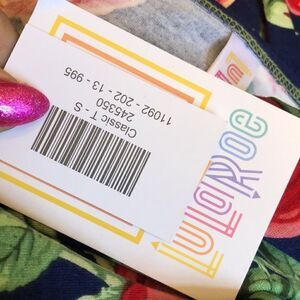 Classic T - S
245350
11092 - 202 - 13 - 995
LuLaRoe